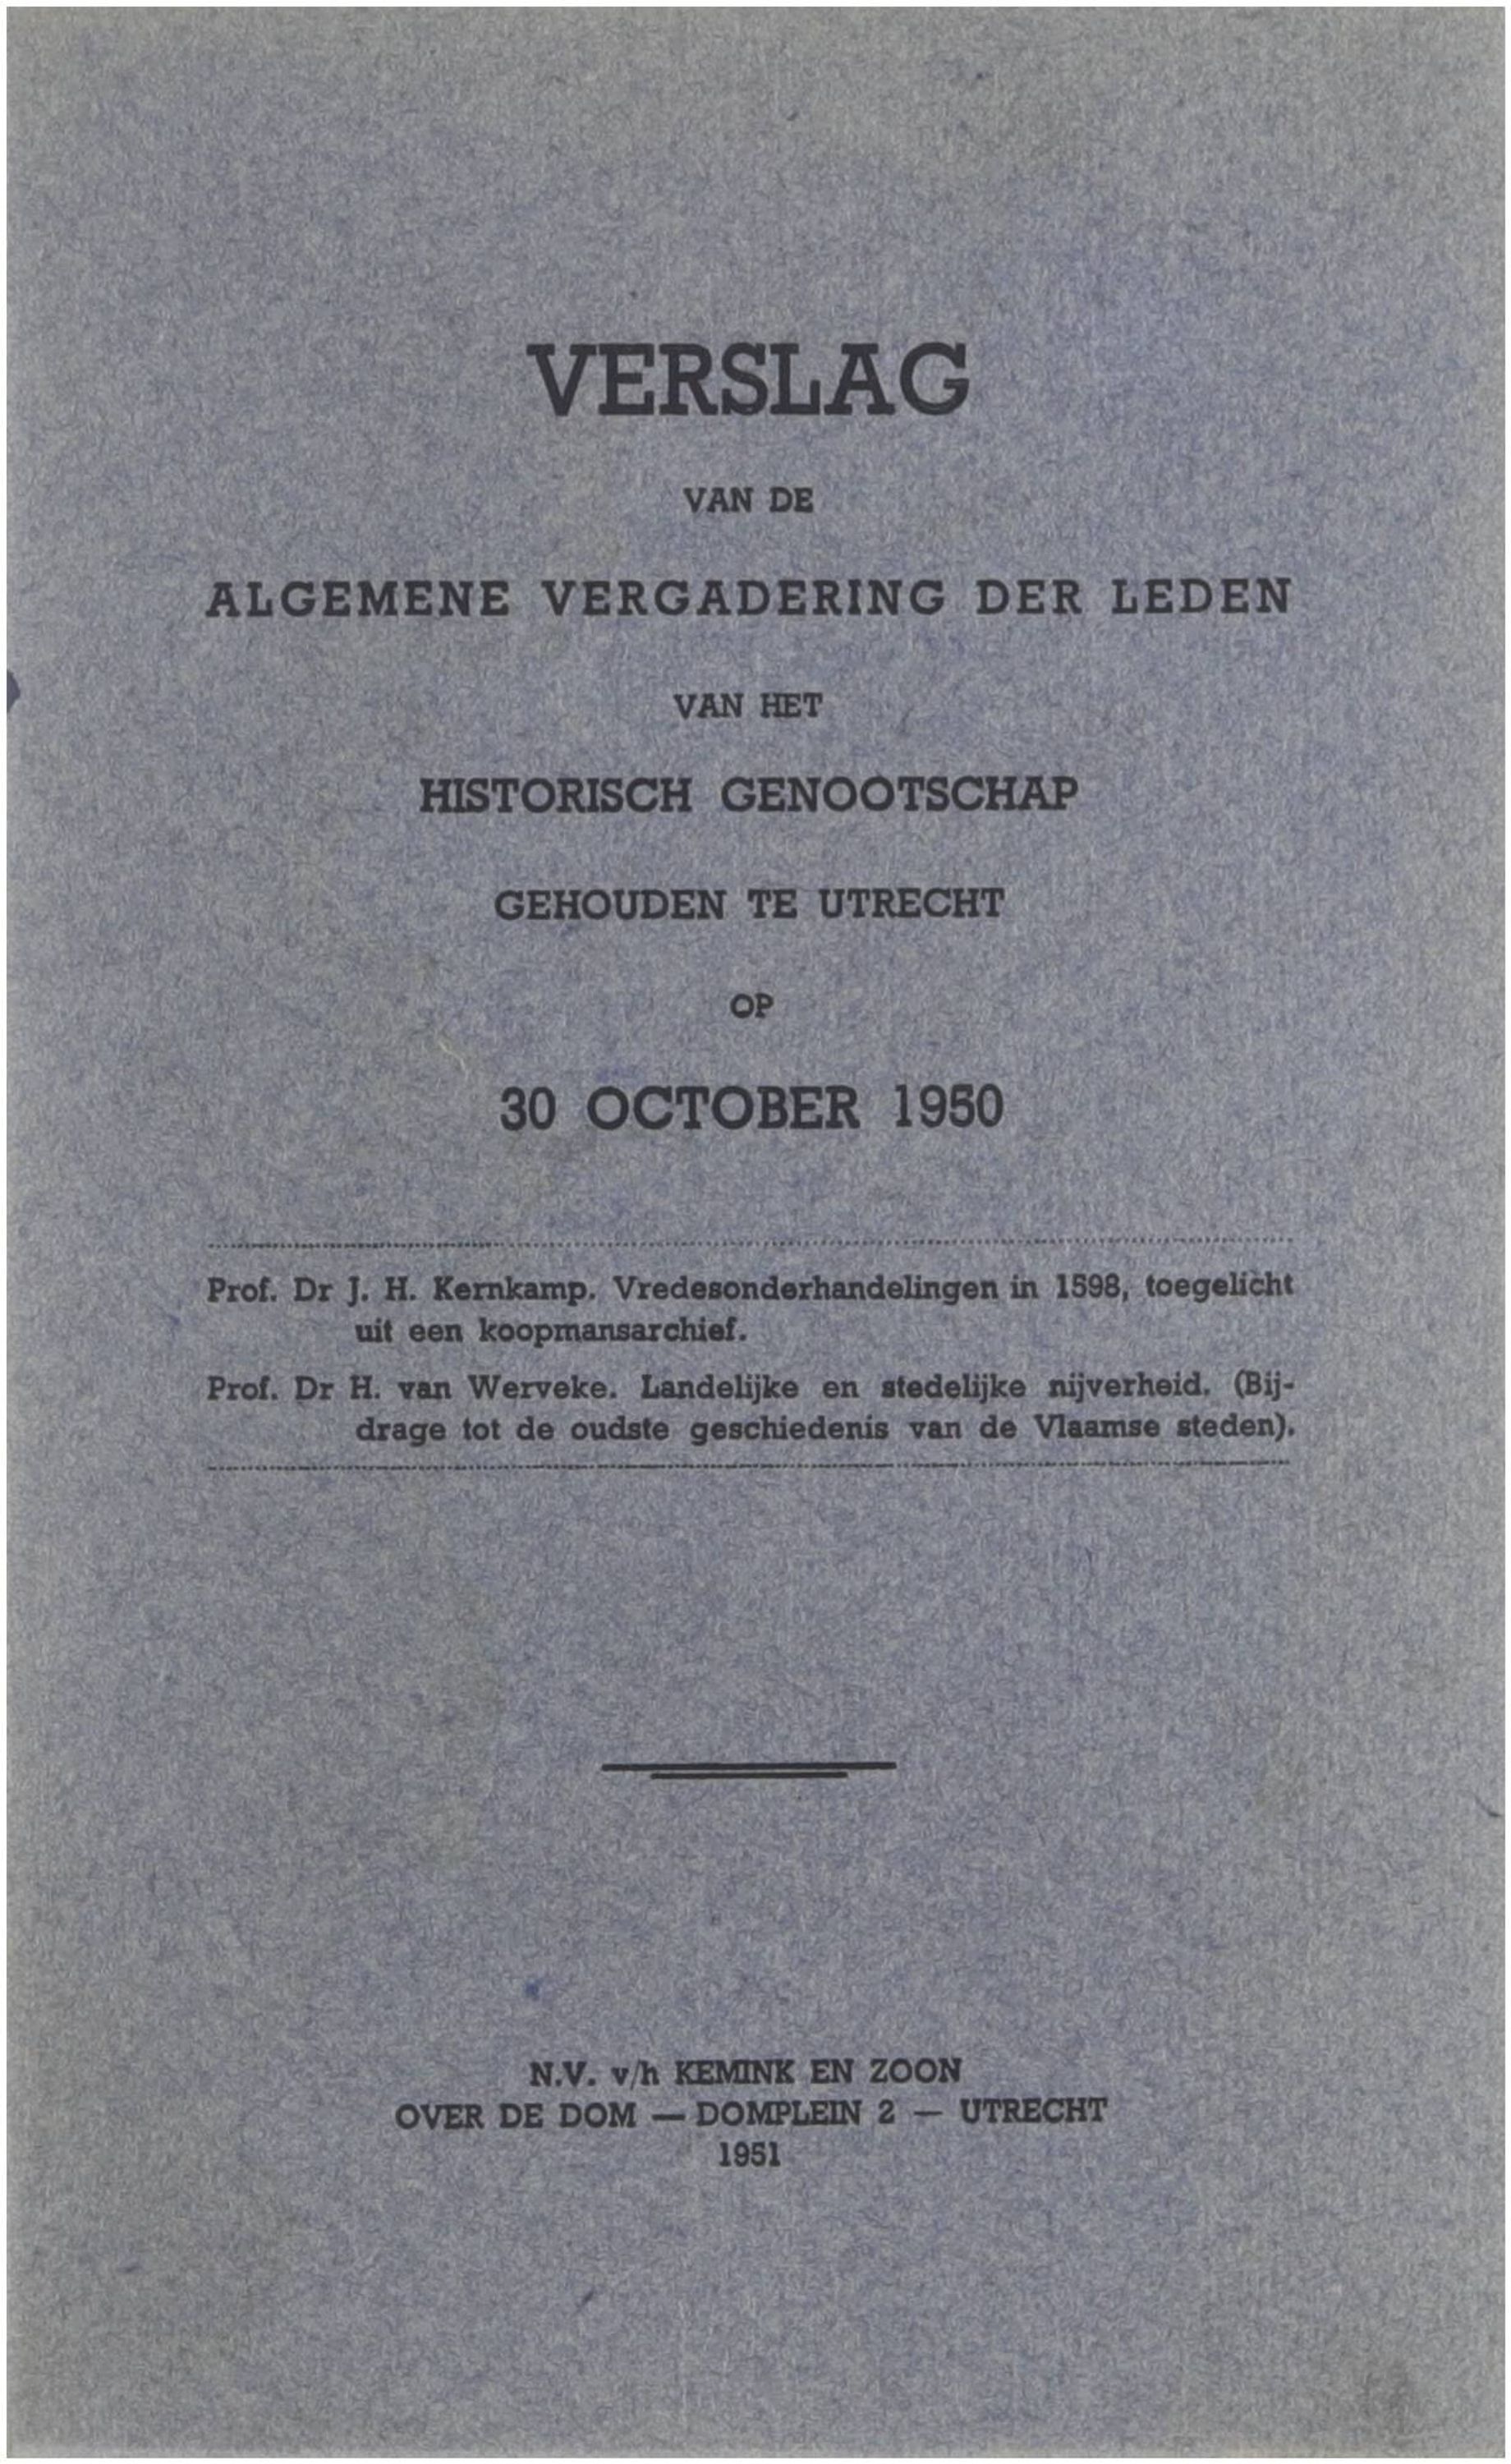 VERSLAG
VAN DE
ALGEMENE VERGADERING DER LEDEN
VAN HET
HISTORISCH GENOOTSCHAP
GEHOUDEN TE UTRECHT
OP
30 OCTOBER 1950
Prof. Dr J. H. Kernkamp. Vredesonderhandelingen in 1598, toegelicht
uit een koopmansarchief.
Prof. Dr H. van Werveke. Landelijke en stedelijke nijverheid. (Bij-
drage tot de oudste geschiedenis van de Vlaamse steden).
N.V. v/h KEMINK EN ZOON
OVER DE DOM — DOMPLEIN 2 — UTRECHT
1951